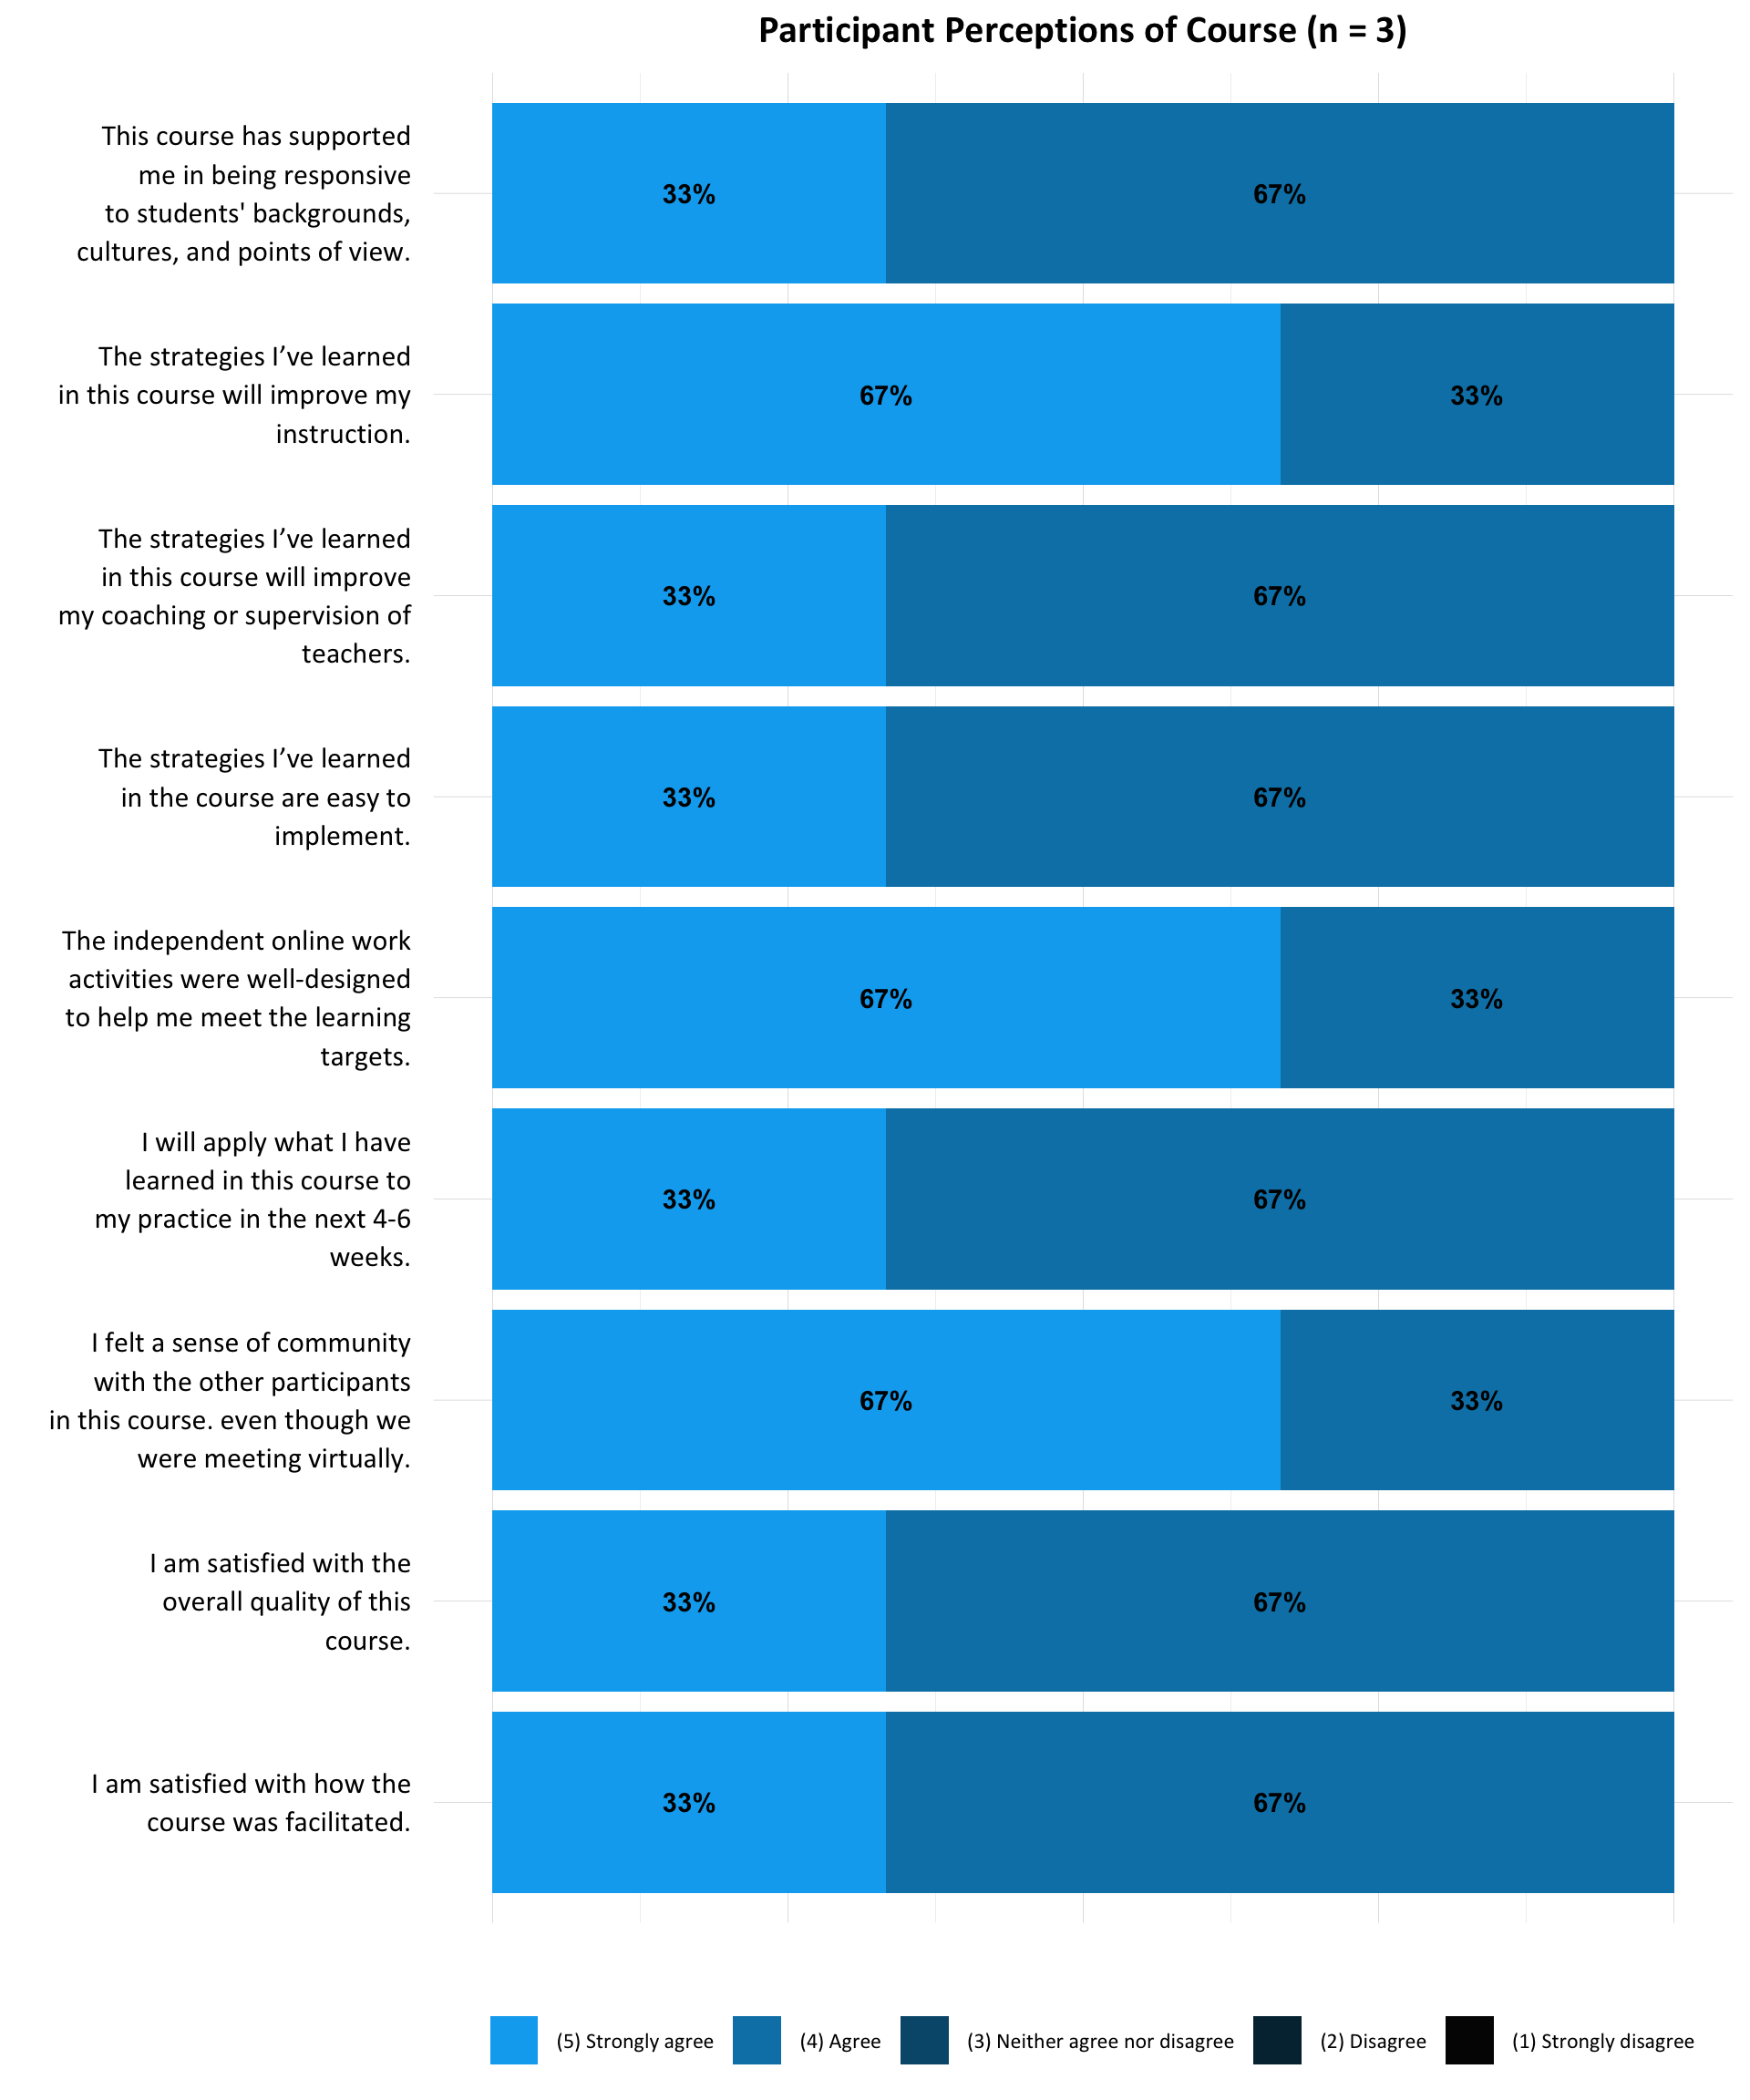 Participant Perceptions of Course (n = 3)
This course has supported
me in being responsive
to students' backgrounds,
cultures, and points of view.
33%
67%
The strategies I’ve learned
in this course will improve my
instruction.
67%
33%
The strategies I’ve learned
in this course will improve
my coaching or supervision of
teachers.
33%
67%
The strategies I’ve learned
in the course are easy to
implement.
33%
67%
The independent online work
activities were well-designed
to help me meet the learning
targets.
67%
33%
I will apply what I have
learned in this course to
my practice in the next 4-6
weeks.
33%
67%
I felt a sense of community
with the other participants
in this course. even though we
were meeting virtually.
67%
33%
I am satisfied with the
overall quality of this
course.
33%
67%
I am satisfied with how the
course was facilitated.
33%
67%
(5) Strongly agree
(4) Agree
(3) Neither agree nor disagree
(2) Disagree
(1) Strongly disagree